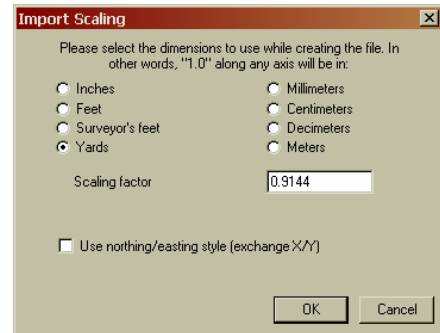 Import Scaling
Please select the dimensions to use while creating the file. In
other words, "1.0" along any axis will be in:
Inches
Millimeters
Feet
Centimeters
Surveyor's feet
Decimeters
Yards
Meters
Scaling factor
0.9144
Use northing/easting style (exchange X/Y)
OK
Cancel